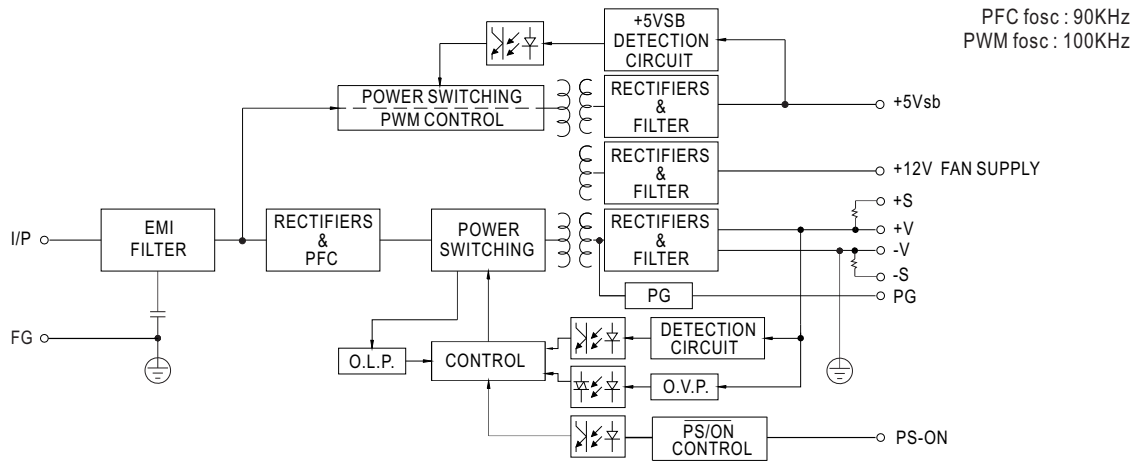 PFC fosc : 90KHz
PWM fosc : 100KHz
+5VSB
DETECTION
CIRCUIT
POWER SWITCHING
PWM CONTROL
RECTIFIERS
&
FILTER
+5Vsb
RECTIFIERS
&
FILTER
+12V FAN SUPPLY
+S
I/P
EMI
FILTER
RECTIFIERS
&
PFC
POWER
SWITCHING
RECTIFIERS
&
FILTER
+V
-V
-S
PG
PG
FG
O.L.P.
CONTROL
DETECTION
CIRCUIT
O.V.P.
PS/ON
CONTROL
PS-ON